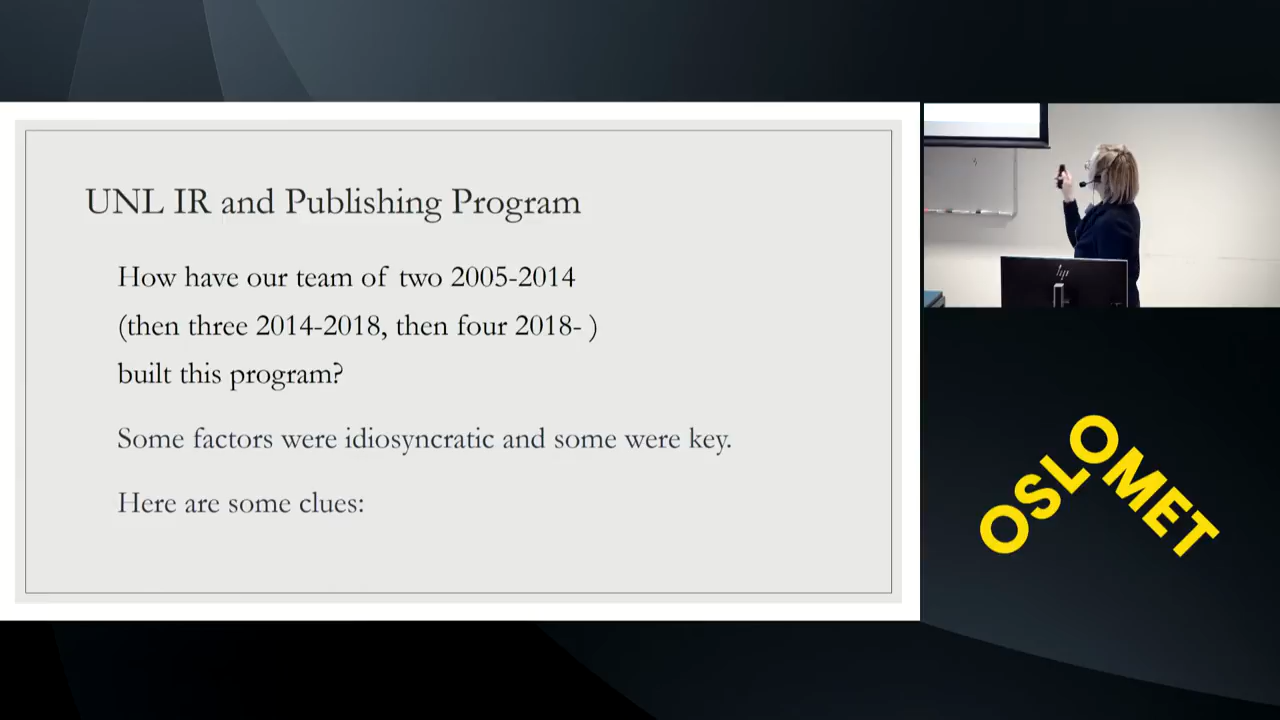 UNL IR and Publishing Program
How have our team of two 2005-2014
(then three 2014-2018, then four 2018- )
built this program?
Some factors were idiosyncratic and some were key.
Here are some clues:
hp
OSLOMET